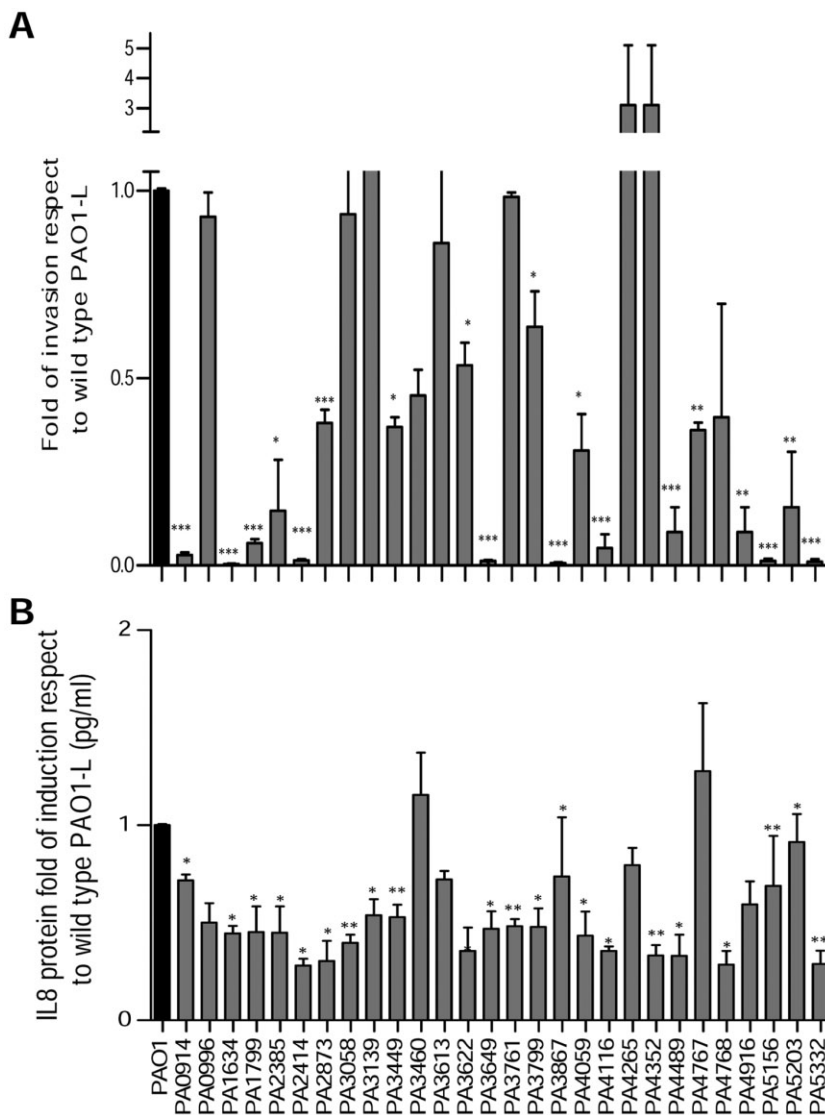 A
5
4
3
1.0
0.5
0.0
Fold of invasion respect
to wild type PAO1-L
***
***
***
*
***
***
*
*
***
*
***
*
***
***
**
**
***
**
***
B
2
1
0
IL8 protein fold of induction respect
to wild type PAO1-L (pg/ml)
*
*
*
*
*
*
**
*
**
*
*
**
*
*
*
*
**
*
*
**
*
**
PAO1
PA0914
PA0996
PA1634
PA1799
PA2385
PA2414
PA2873
PA3058
PA3139
PA3449
PA3460
PA3613
PA3622
PA3649
PA3761
PA3799
PA3867
PA4059
PA4116
PA4265
PA4352
PA4489
PA4767
PA4768
PA4916
PA5156
PA5203
PA5332